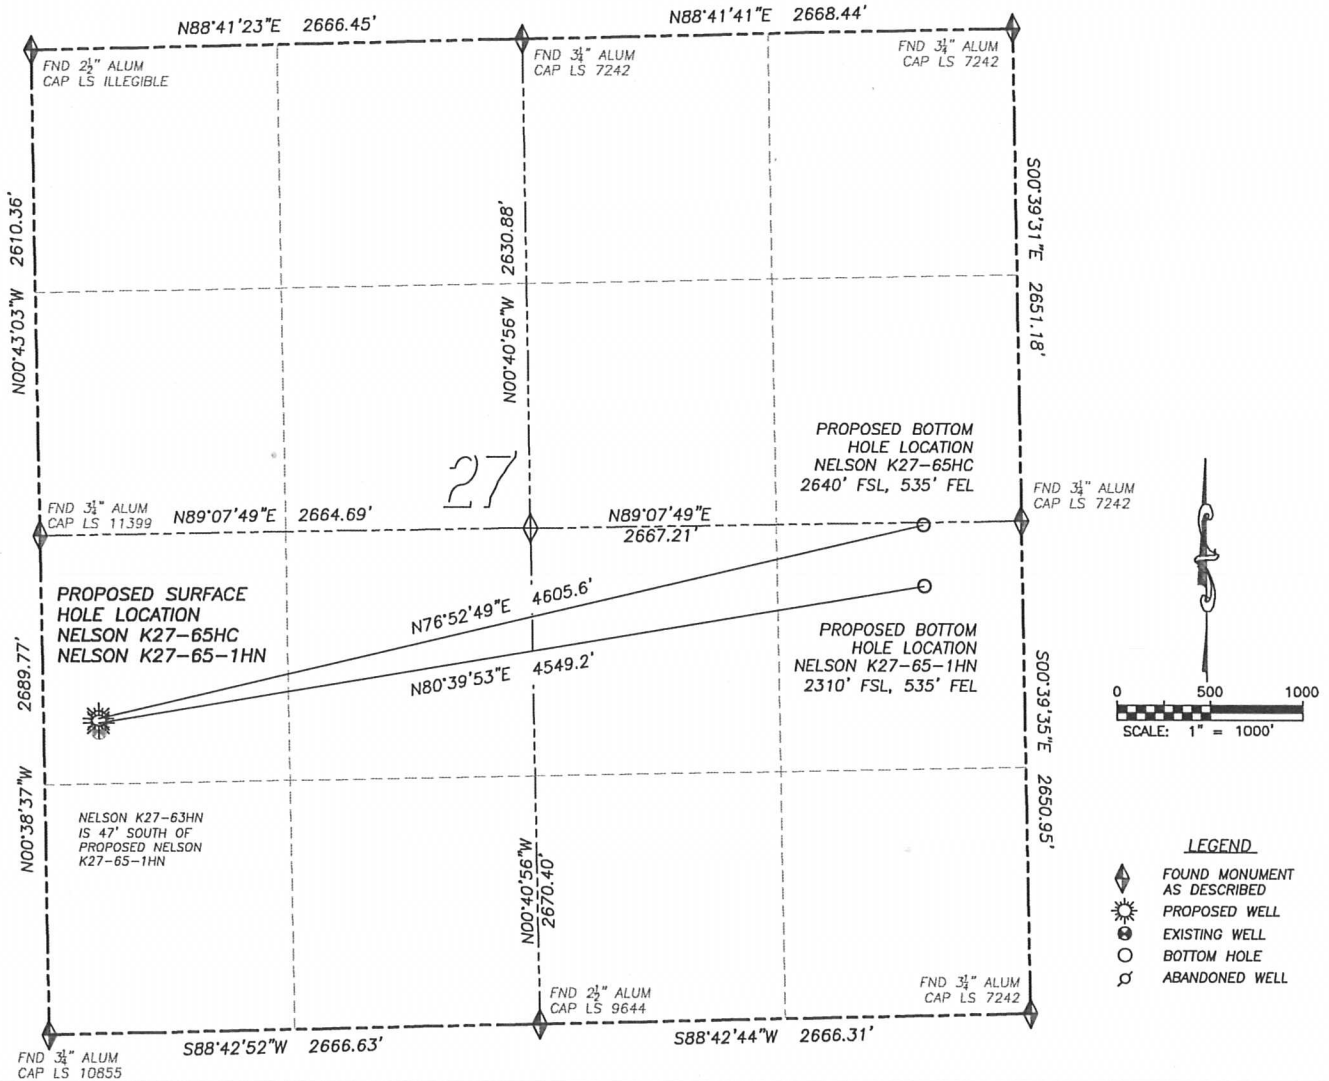 N88°41'23"E 2666.45'
N88°41'41"E 2668.44'
FND 2½" ALUM
CAP LS ILLEGIBLE
FND 3¼" ALUM
CAP LS 7242
FND 3¼" ALUM
CAP LS 7242
N00°43'03"W 2610.36'
N00°40'56"W 2630.88'
S00°39'31"E 2651.18'
PROPOSED BOTTOM
HOLE LOCATION
NELSON K27-65HC
2640' FSL, 535' FEL
27
FND 3¼" ALUM
CAP LS 11399
N89°07'49"E 2664.69'
N89°07'49"E
2667.21'
FND 3¼" ALUM
CAP LS 7242
PROPOSED SURFACE
HOLE LOCATION
NELSON K27-65HC
NELSON K27-65-1HN
N76°52'49"E 4605.6'
N80°39'53"E 4549.2'
PROPOSED BOTTOM
HOLE LOCATION
NELSON K27-65-1HN
2310' FSL, 535' FEL
N00°38'37"W 2689.77'
S00°39'35"E 2650.95'
0 500 1000
SCALE: 1" = 1000'
NELSON K27-63HN
IS 47' SOUTH OF
PROPOSED NELSON
K27-65-1HN
N00°40'56"W
2670.40'
LEGEND
FOUND MONUMENT
AS DESCRIBED
PROPOSED WELL
EXISTING WELL
BOTTOM HOLE
ABANDONED WELL
FND 2½" ALUM
CAP LS 9644
FND 3¼" ALUM
CAP LS 7242
S88°42'52"W 2666.63'
S88°42'44"W 2666.31'
FND 3¼" ALUM
CAP LS 10855